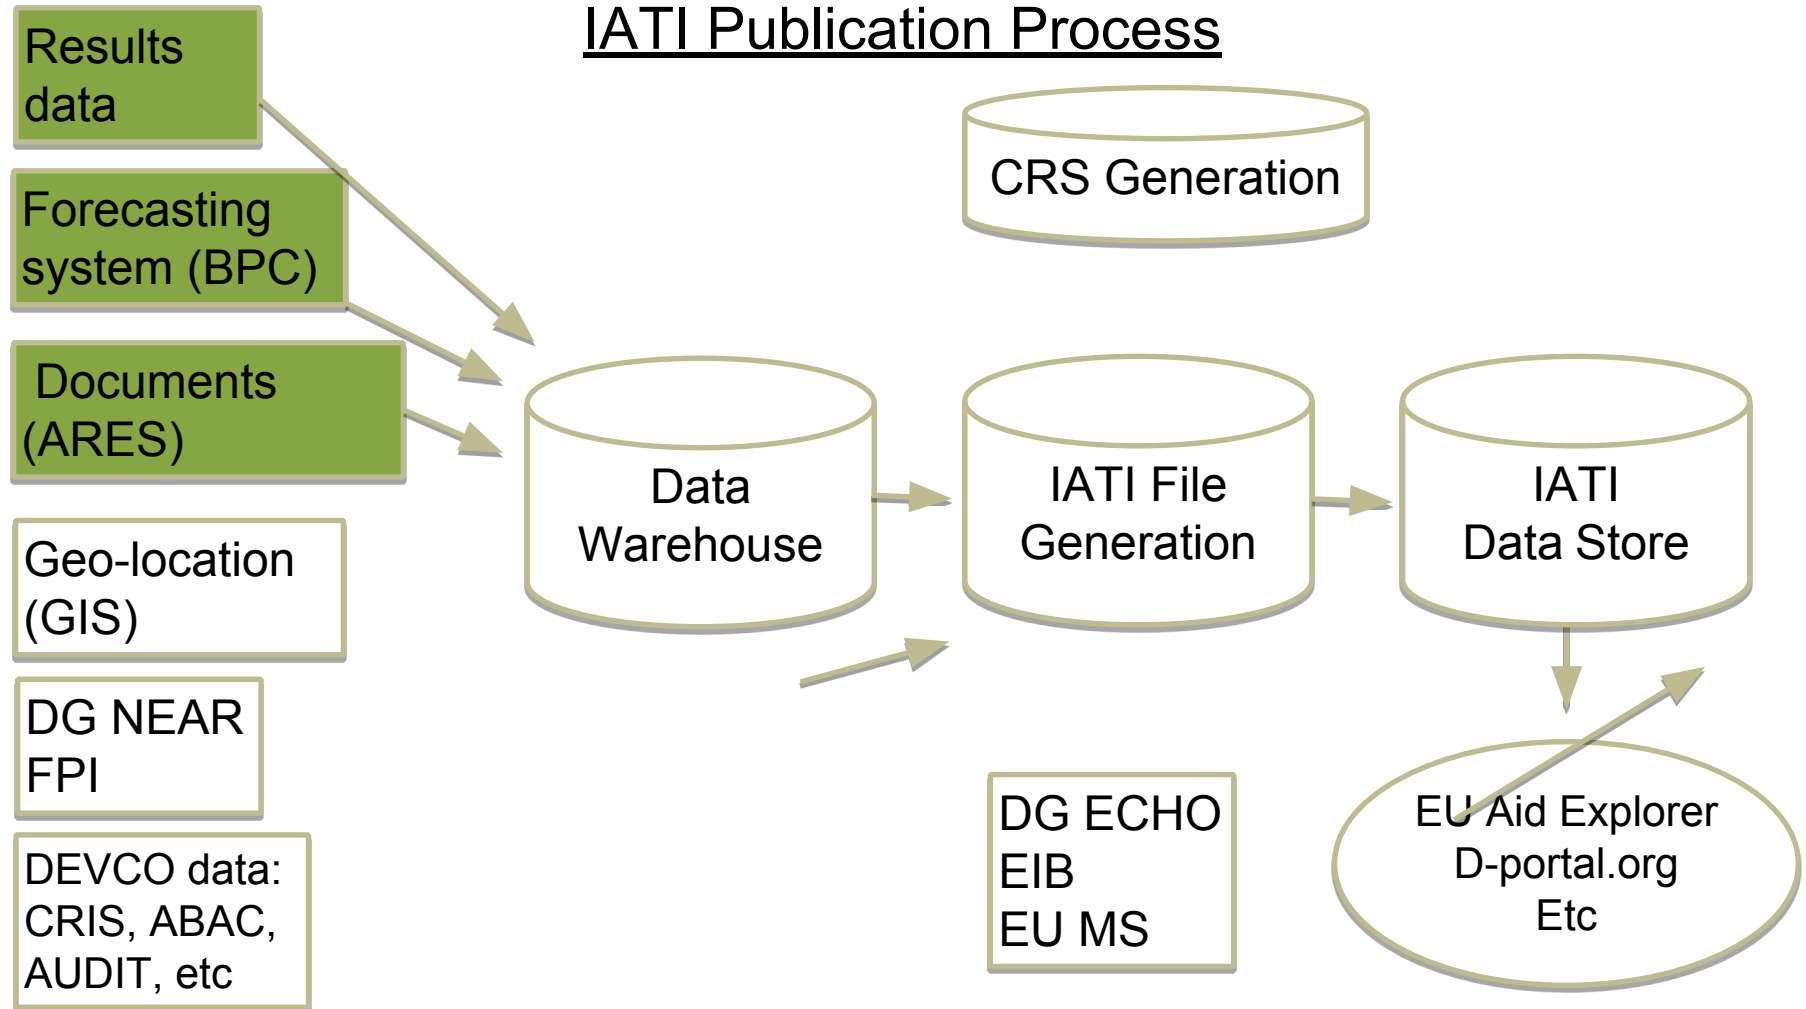 IATI Publication Process
Results
data
Forecasting
system (BPC)
Documents
(ARES)
Geo-location
(GIS)
DG NEAR
FPI
DEVCO data:
CRIS, ABAC,
AUDIT, etc
CRS Generation
Data
Warehouse
IATI File
Generation
IATI
Data Store
DG ECHO
EIB
EU MS
EU Aid Explorer
D-portal.org
Etc